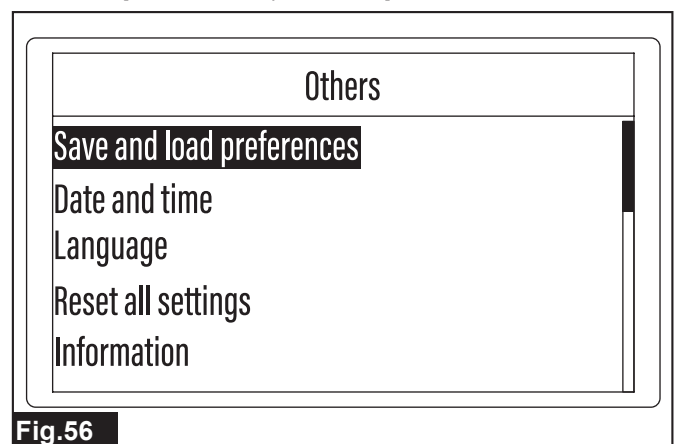 Others
Save and load preferences
Date and time
Language
Reset all settings
Information
Fig.56